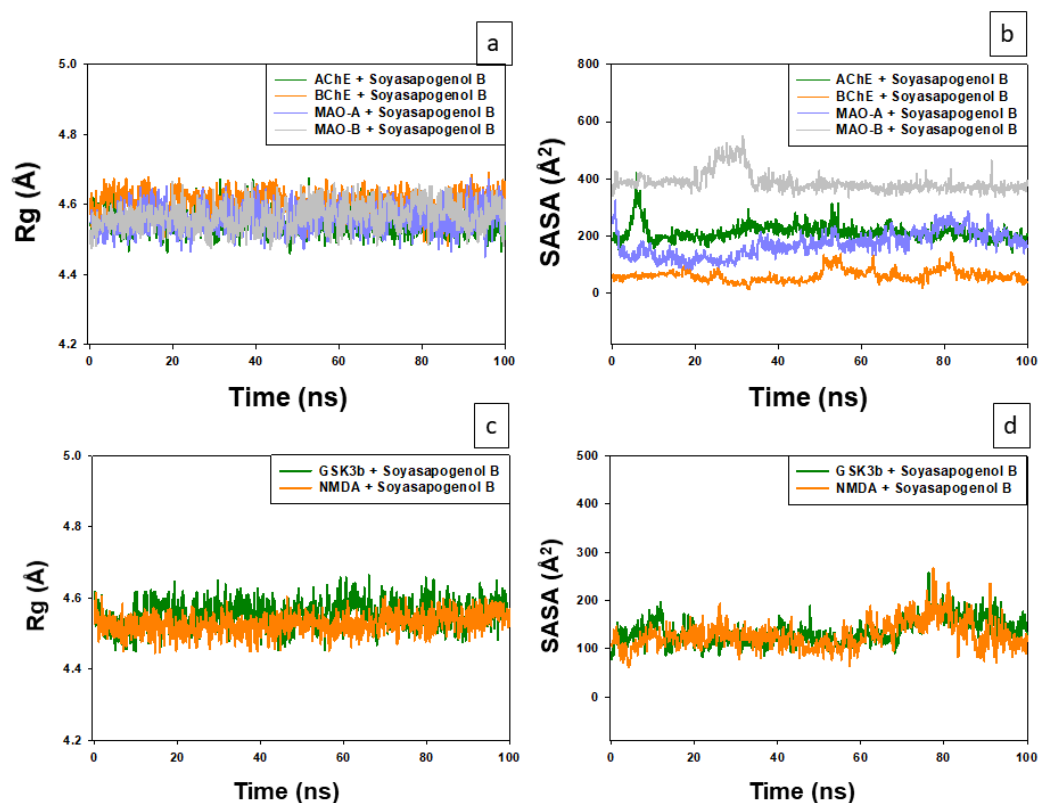 a
5.0
4.8
4.6
4.4
4.2
Rg (Å)
AChE + Soyasapogenol B
BChE + Soyasapogenol B
MAO-A + Soyasapogenol B
MAO-B + Soyasapogenol B
0 20 40 60 80 100
Time (ns)
b
800
600
400
200
0
SASA (Å²)
AChE + Soyasapogenol B
BChE + Soyasapogenol B
MAO-A + Soyasapogenol B
MAO-B + Soyasapogenol B
0 20 40 60 80 100
Time (ns)
c
5.0
4.8
4.6
4.4
4.2
Rg (Å)
GSK3b + Soyasapogenol B
NMDA + Soyasapogenol B
0 20 40 60 80 100
Time (ns)
d
500
400
300
200
100
0
SASA (Å²)
GSK3b + Soyasapogenol B
NMDA + Soyasapogenol B
0 20 40 60 80 100
Time (ns)